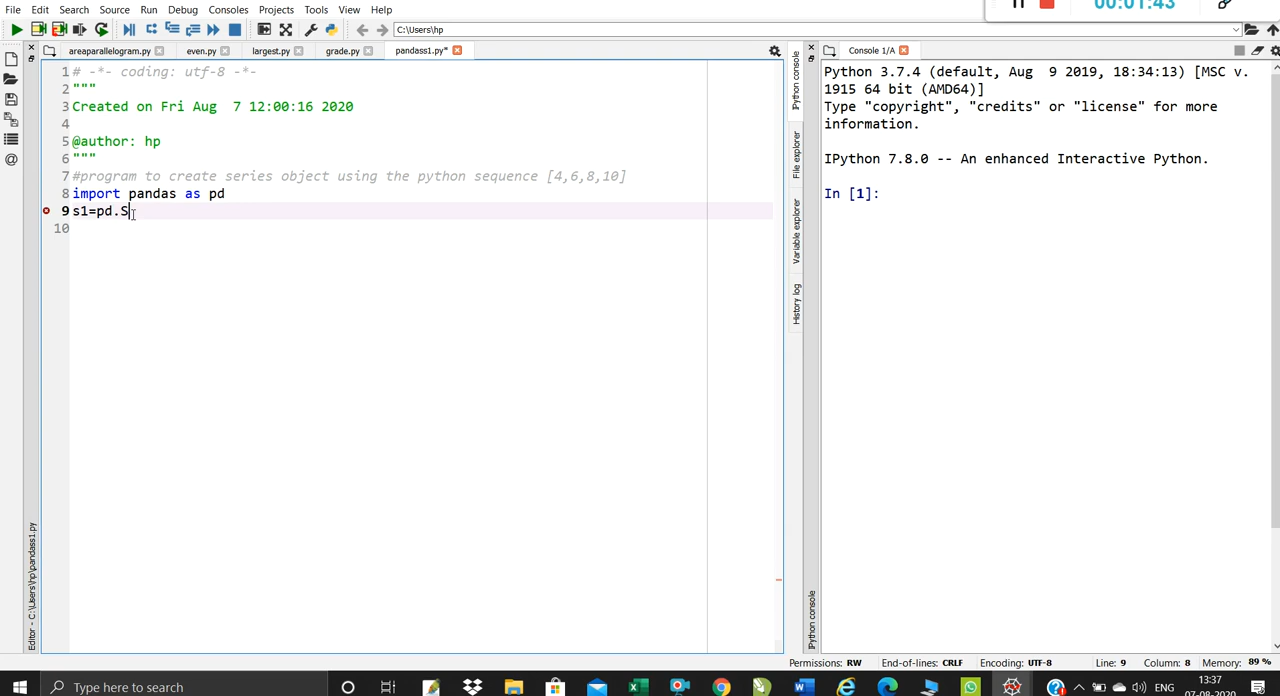 File Edit Search Source Run Debug Consoles Projects Tools View Help
00:01:43
C:\Users\hp
areaparallelogram.py even.py largest.py grade.py pandass1.py*
Console 1/A
1 # -*- coding: utf-8 -*-
2 """
3 Created on Fri Aug  7 12:00:16 2020
4
5 @author: hp
6 """
7 #program to create series object using the python sequence [4,6,8,10]
8 import pandas as pd
9 s1=pd.S
10
Editor - C:\Users\hp\pandass1.py
IPython console
File explorer
Variable explorer
History log
IPython console
Python 3.7.4 (default, Aug  9 2019, 18:34:13) [MSC v.
1915 64 bit (AMD64)]
Type "copyright", "credits" or "license" for more
information.
IPython 7.8.0 -- An enhanced Interactive Python.
In [1]:
Permissions: RW End-of-lines: CRLF Encoding: UTF-8 Line: 9 Column: 8 Memory: 89 %
Type here to search
ENG
13:37
07-08-2020